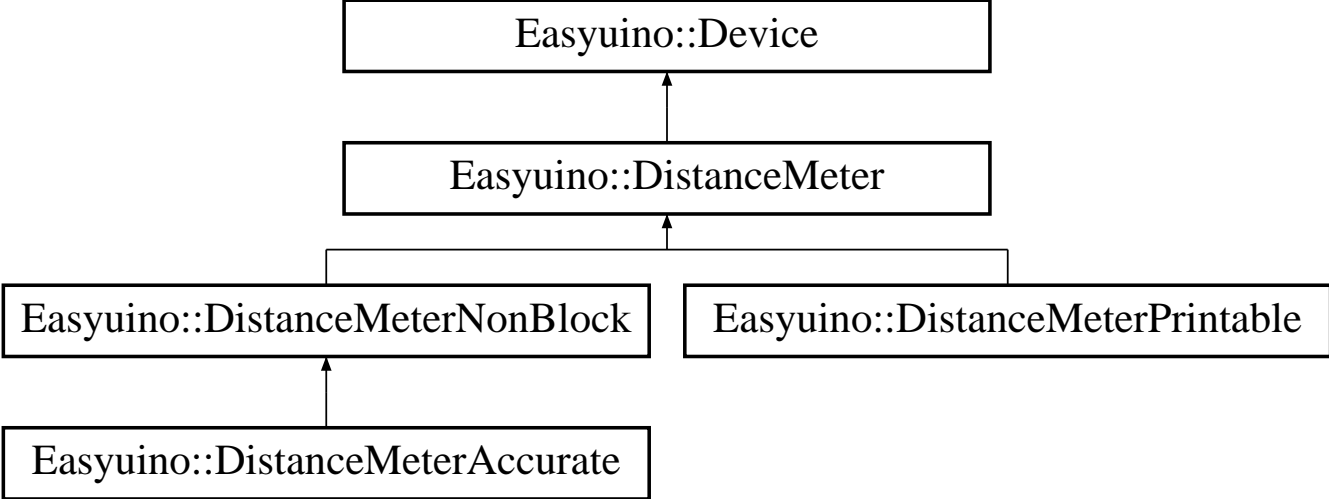 Easyuino::Device
Easyuino::DistanceMeter
Easyuino::DistanceMeterNonBlock
Easyuino::DistanceMeterPrintable
Easyuino::DistanceMeterAccurate